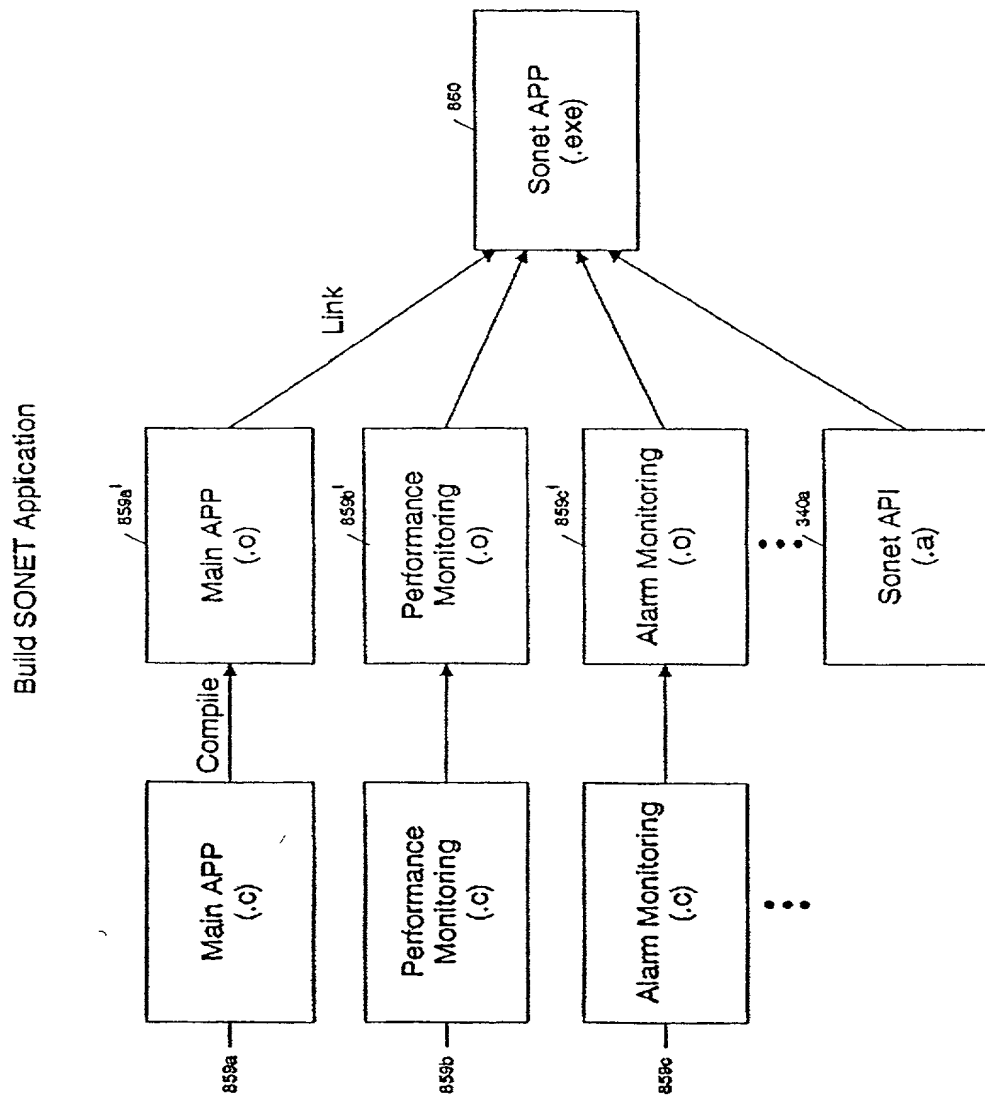 Build SONET Application
859a
Main APP
(.c)
Compile
859a'
Main APP
(.o)
Link
859b
Performance
Monitoring
(.c)
859b'
Performance
Monitoring
(.o)
859c
Alarm Monitoring
(.c)
859c'
Alarm Monitoring
(.o)
340a
Sonet API
(.a)
860
Sonet APP
(.exe)